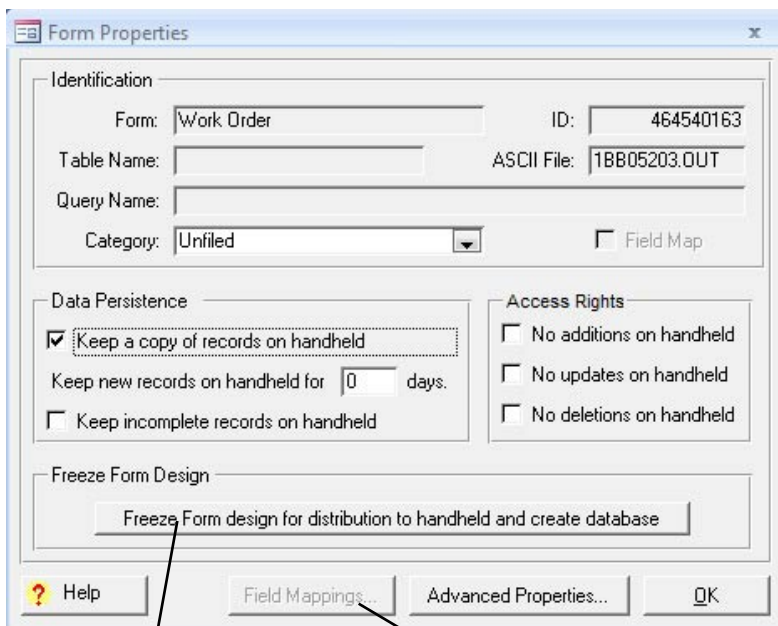 Form Properties x
Identification
Form: Work Order ID: 464540163
Table Name: ASCII File: 1BB05203.OUT
Query Name:
Category: Unfiled Field Map
Data Persistence
Keep a copy of records on handheld
Keep new records on handheld for 0 days.
Keep incomplete records on handheld
Access Rights
No additions on handheld
No updates on handheld
No deletions on handheld
Freeze Form Design
Freeze Form design for distribution to handheld and create database
? Help Field Mappings... Advanced Properties... OK